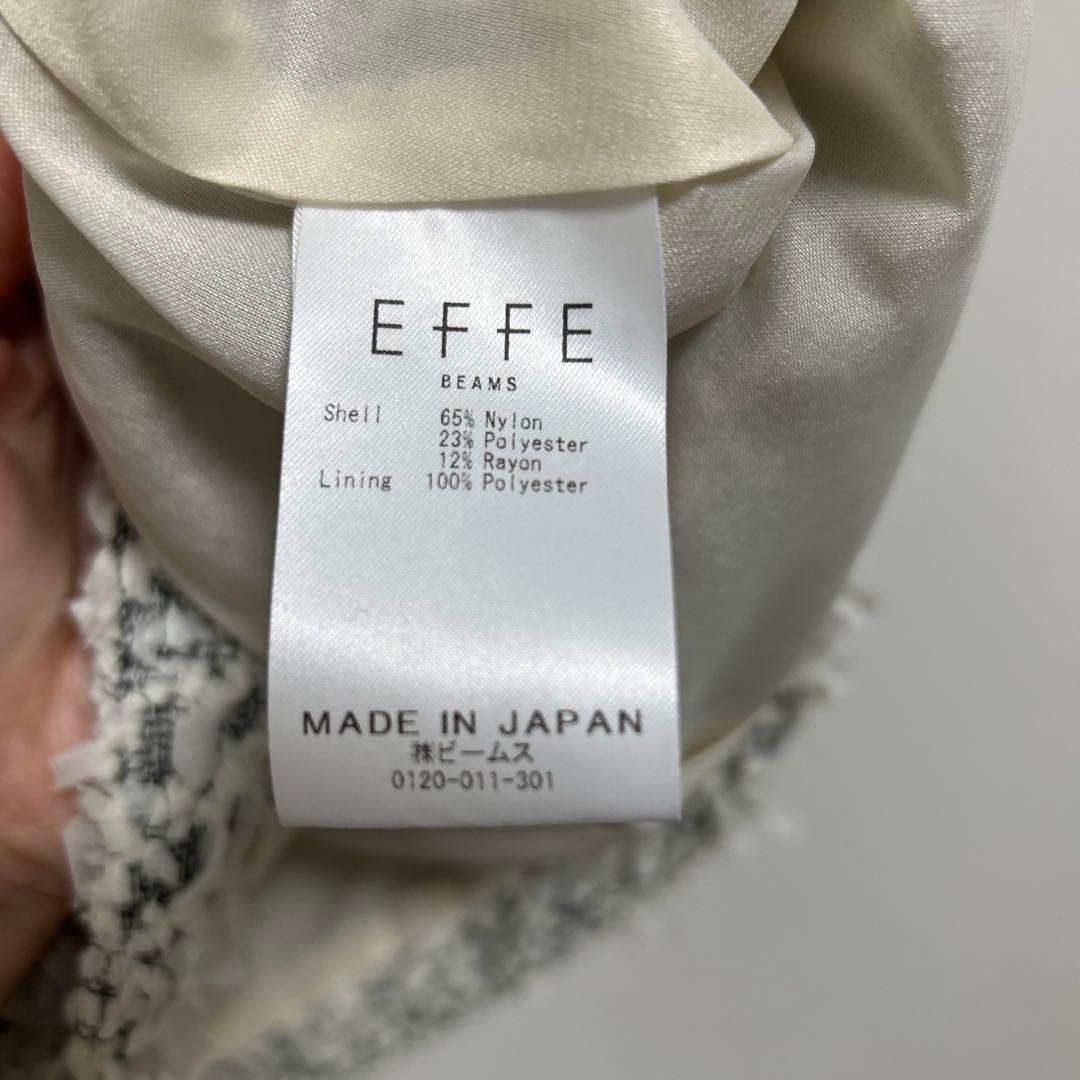 EFFE
BEAMS
Shell 65% Nylon
23% Polyester
12% Rayon
Lining 100% Polyester
MADE IN JAPAN
㈱ビームス
0120-011-301